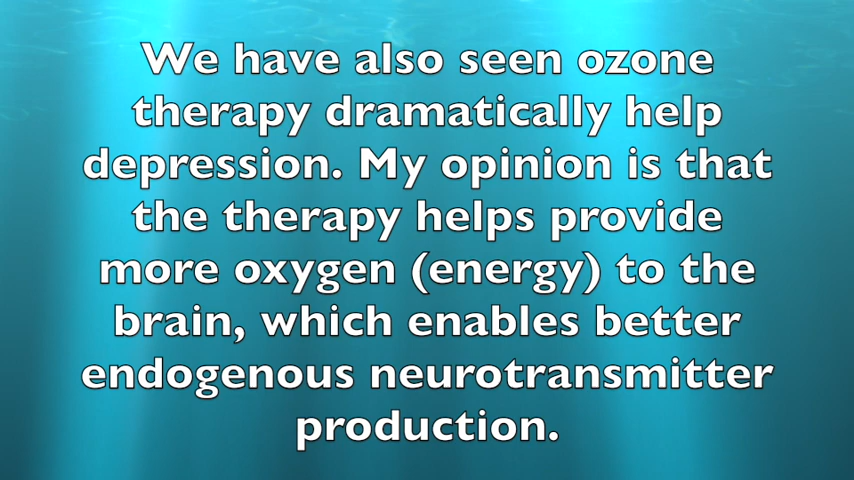 We have also seen ozone
therapy dramatically help
depression. My opinion is that
the therapy helps provide
more oxygen (energy) to the
brain, which enables better
endogenous neurotransmitter
production.